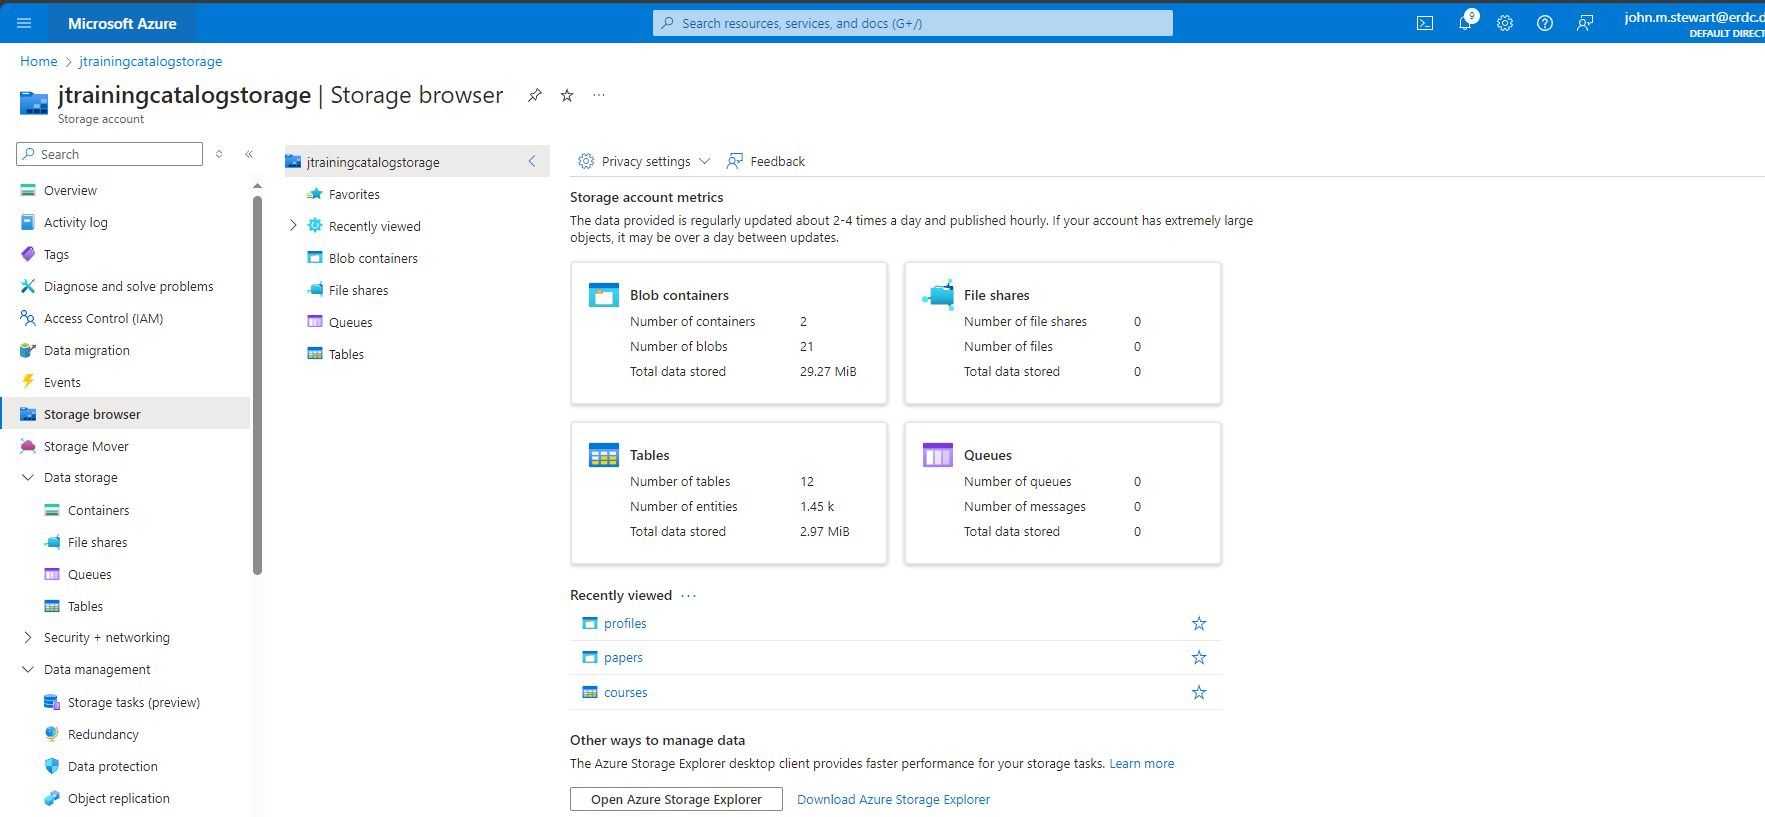 Microsoft Azure
Search resources, services, and docs (G+/)
9
john.m.stewart@erdc.d
DEFAULT DIRECT
Home > jtrainingcatalogstorage
jtrainingcatalogstorage | Storage browser
Storage account
Search
Overview
Activity log
Tags
Diagnose and solve problems
Access Control (IAM)
Data migration
Events
Storage browser
Storage Mover
Data storage
Containers
File shares
Queues
Tables
Security + networking
Data management
Storage tasks (preview)
Redundancy
Data protection
Object replication
jtrainingcatalogstorage
Favorites
Recently viewed
Blob containers
File shares
Queues
Tables
Privacy settings
Feedback
Storage account metrics
The data provided is regularly updated about 2-4 times a day and published hourly. If your account has extremely large
objects, it may be over a day between updates.
Blob containers
Number of containers 2
Number of blobs 21
Total data stored 29.27 MiB
File shares
Number of file shares 0
Number of files 0
Total data stored 0
Tables
Number of tables 12
Number of entities 1.45 k
Total data stored 2.97 MiB
Queues
Number of queues 0
Number of messages 0
Total data stored 0
Recently viewed ...
profiles
papers
courses
Other ways to manage data
The Azure Storage Explorer desktop client provides faster performance for your storage tasks. Learn more
Open Azure Storage Explorer
Download Azure Storage Explorer